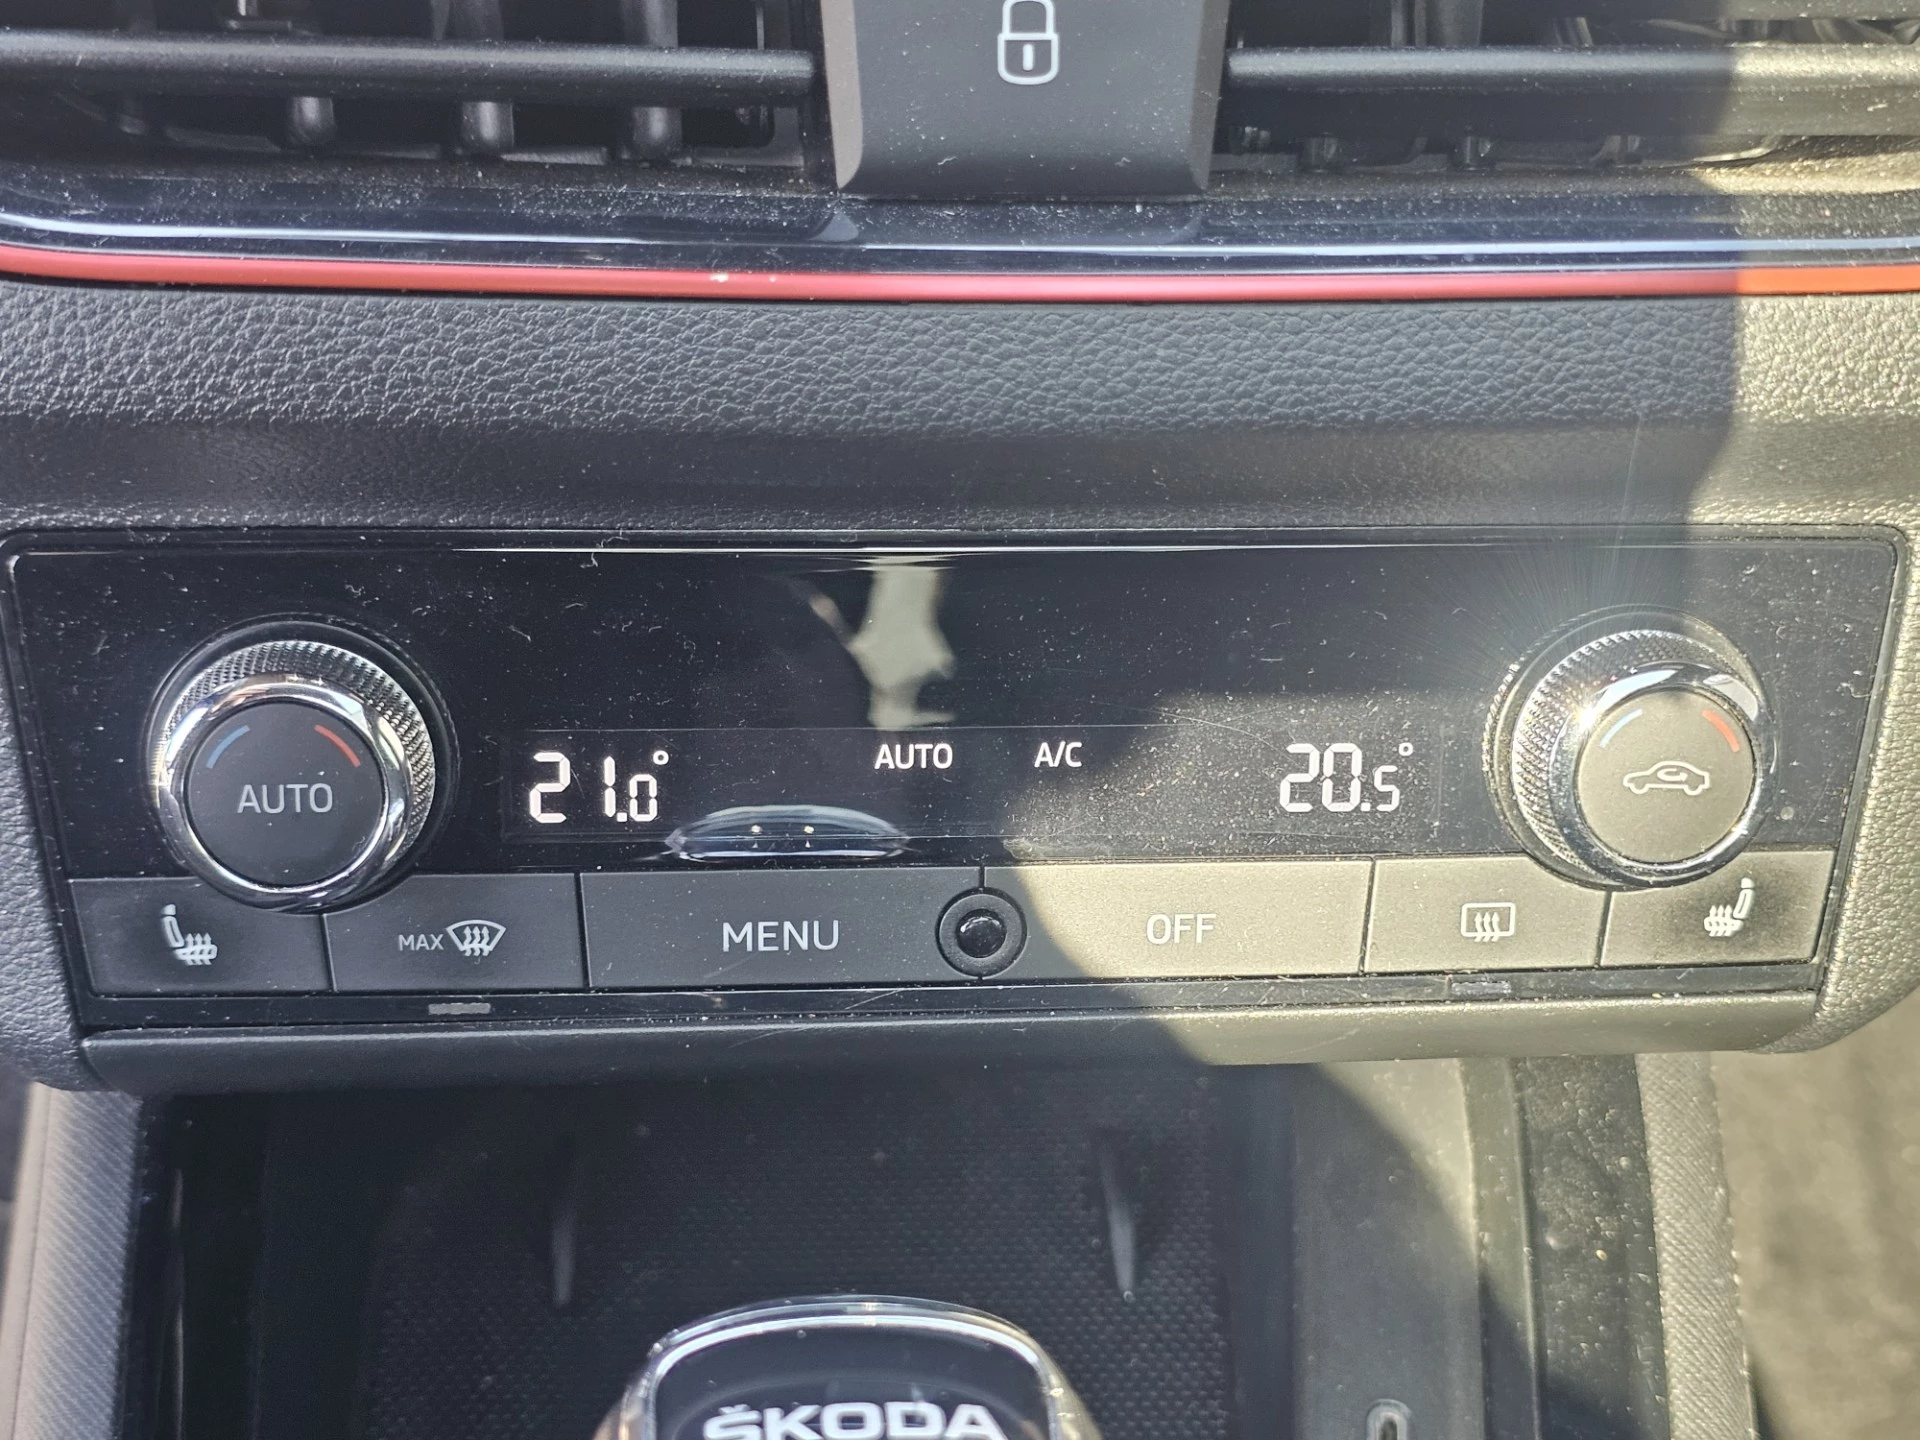 AUTO
21.0°
AUTO A/C
20.5°
MAX
MENU
OFF
ŠKODA